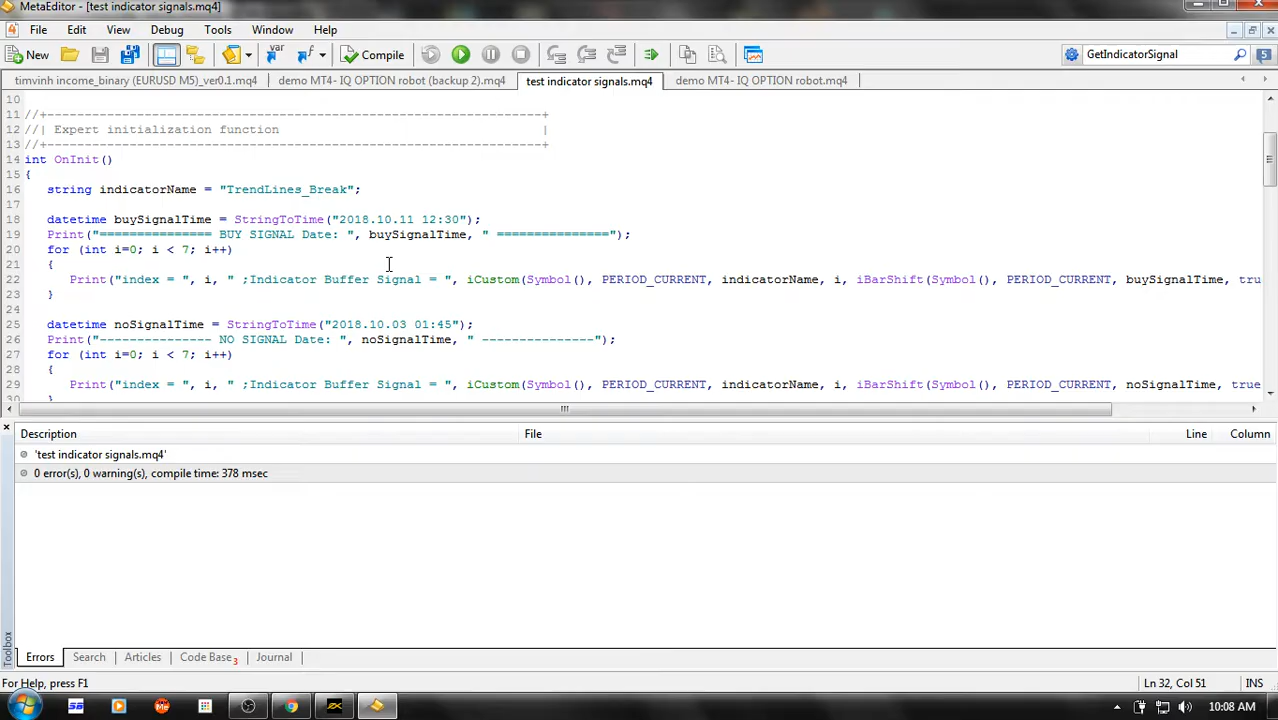 MetaEditor - [test indicator signals.mq4]
File Edit View Debug Tools Window Help
New Compile GetIndicatorSignal 5
timvinh income_binary (EURUSD M5)_ver0.1.mq4 demo MT4- IQ OPTION robot (backup 2).mq4 test indicator signals.mq4 demo MT4- IQ OPTION robot.mq4
10
11 //+------------------------------------------------------------------+
12 //| Expert initialization function |
13 //+------------------------------------------------------------------+
14 int OnInit()
15 {
16 string indicatorName = "TrendLines_Break";
17
18 datetime buySignalTime = StringToTime("2018.10.11 12:30");
19 Print("=============== BUY SIGNAL Date: ", buySignalTime, " ===============");
20 for (int i=0; i < 7; i++)
21 {
22 Print("index = ", i, " ;Indicator Buffer Signal = ", iCustom(Symbol(), PERIOD_CURRENT, indicatorName, i, iBarShift(Symbol(), PERIOD_CURRENT, buySignalTime, tru
23 }
24
25 datetime noSignalTime = StringToTime("2018.10.03 01:45");
26 Print("--------------- NO SIGNAL Date: ", noSignalTime, " ---------------");
27 for (int i=0; i < 7; i++)
28 {
29 Print("index = ", i, " ;Indicator Buffer Signal = ", iCustom(Symbol(), PERIOD_CURRENT, indicatorName, i, iBarShift(Symbol(), PERIOD_CURRENT, noSignalTime, true
30 }
Description File Line Column
'test indicator signals.mq4'
0 error(s), 0 warning(s), compile time: 378 msec
Toolbox
Errors Search Articles Code Base 3 Journal
For Help, press F1 Ln 32, Col 51 INS
10:08 AM